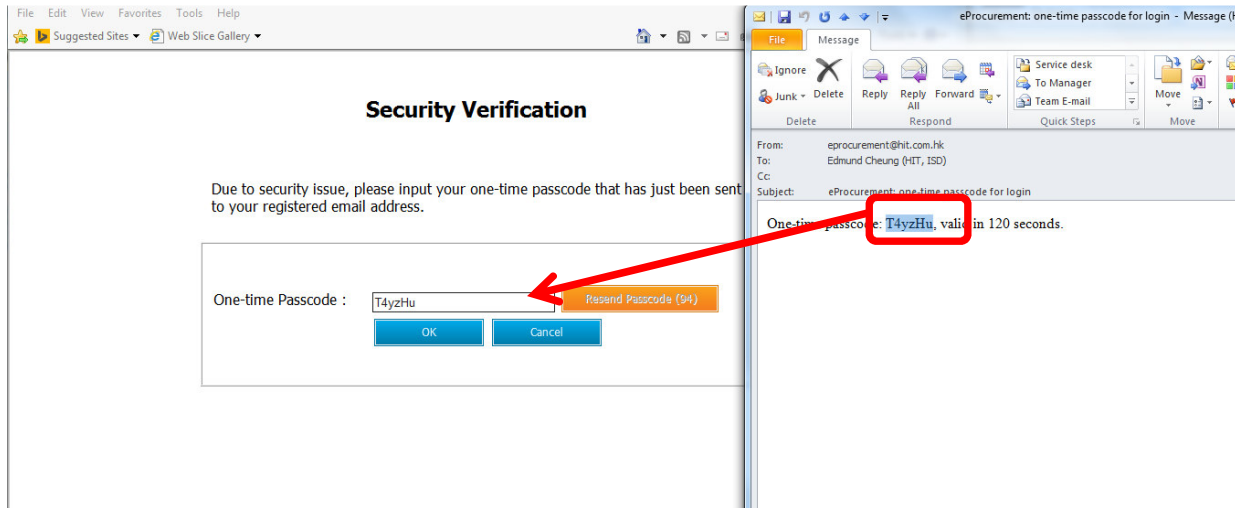 File Edit View Favorites Tools Help
Suggested Sites Web Slice Gallery
Security Verification
Due to security issue, please input your one-time passcode that has just been sent
to your registered email address.
One-time Passcode :
T4yzHu
Resend Passcode (94)
OK
Cancel
eProcurement: one-time passcode for login - Message (H
File
Message
Ignore
Junk
Delete
Reply
Reply
All
Forward
Service desk
To Manager
Team E-mail
Move
Delete
Respond
Quick Steps
Move
From: eprocurement@hit.com.hk
To: Edmund Cheung (HIT, ISD)
Cc:
Subject: eProcurement: one-time passcode for login
One-time passcode: T4yzHu, valid in 120 seconds.